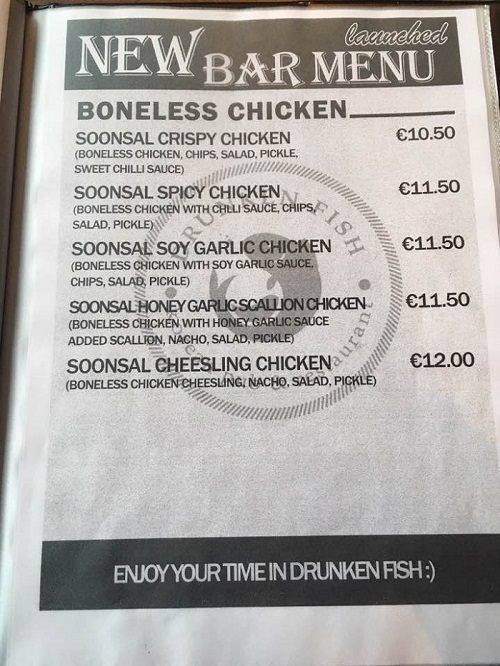 launched
NEW BAR MENU
BONELESS CHICKEN
SOONSAL CRISPY CHICKEN €10.50
(BONELESS CHICKEN, CHIPS, SALAD, PICKLE,
SWEET CHILLI SAUCE)
SOONSAL SPICY CHICKEN €11.50
(BONELESS CHICKEN WITH CHLLI SAUCE, CHIPS,
SALAD, PICKLE)
SOONSAL SOY GARLIC CHICKEN €11.50
(BONELESS CHICKEN WITH SOY GARLIC SAUCE,
CHIPS, SALAD, PICKLE)
SOONSAL HONEY GARLIC SCALLION CHICKEN €11.50
(BONELESS CHICKEN WITH HONEY GARLIC SAUCE
ADDED SCALLION, NACHO, SALAD, PICKLE)
SOONSAL CHEESLING CHICKEN €12.00
(BONELESS CHICKEN CHEESLING, NACHO, SALAD, PICKLE)
DRUNKEN FISH
restaurant
ENJOY YOUR TIME IN DRUNKEN FISH :)